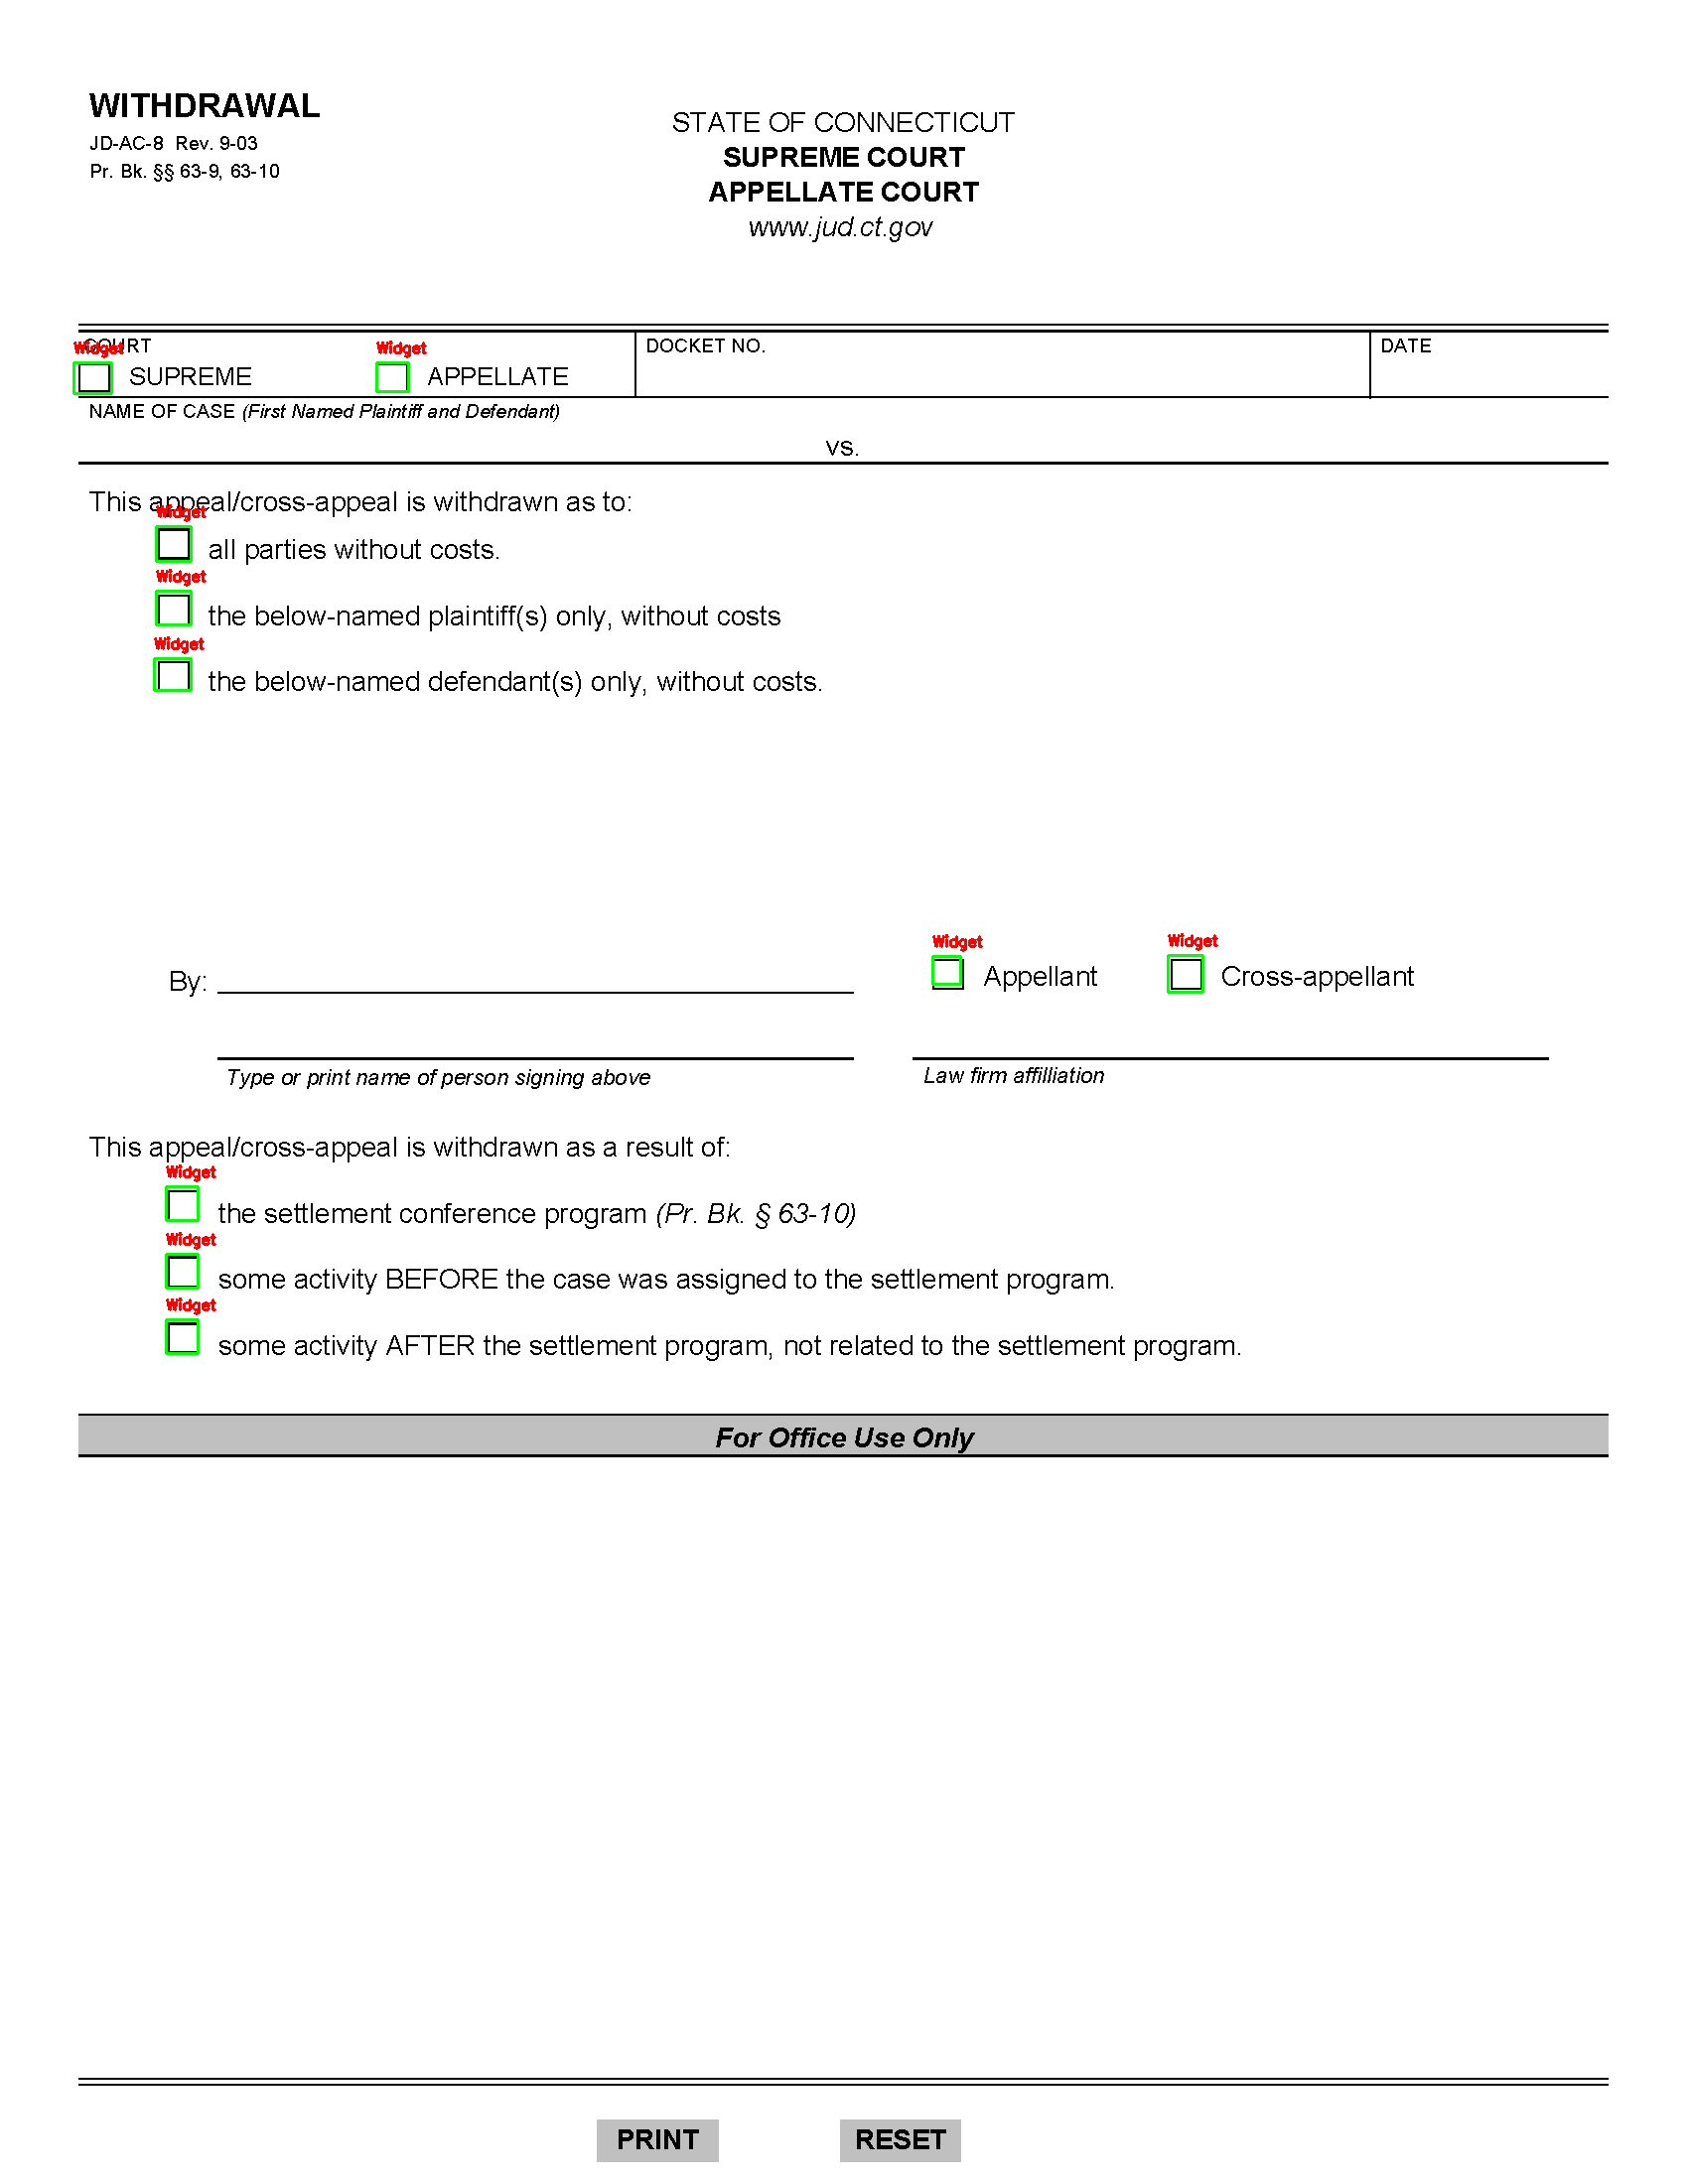 WITHDRAWAL
JD-AC-8 Rev. 9-03
Pr. Bk. §§ 63-9, 63-10
STATE OF CONNECTICUT
SUPREME COURT
APPELLATE COURT
www.jud.ct.gov
COURT
Widget
Widget
DOCKET NO.
DATE
SUPREME
APPELLATE
NAME OF CASE (First Named Plaintiff and Defendant)
VS.
This appeal/cross-appeal is withdrawn as to:
Widget
all parties without costs.
Widget
the below-named plaintiff(s) only, without costs
Widget
the below-named defendant(s) only, without costs.
Widget
Widget
By:
Appellant
Cross-appellant
Type or print name of person signing above
Law firm affilliation
This appeal/cross-appeal is withdrawn as a result of:
Widget
the settlement conference program (Pr. Bk. § 63-10)
Widget
some activity BEFORE the case was assigned to the settlement program.
Widget
some activity AFTER the settlement program, not related to the settlement program.
For Office Use Only
PRINT
RESET